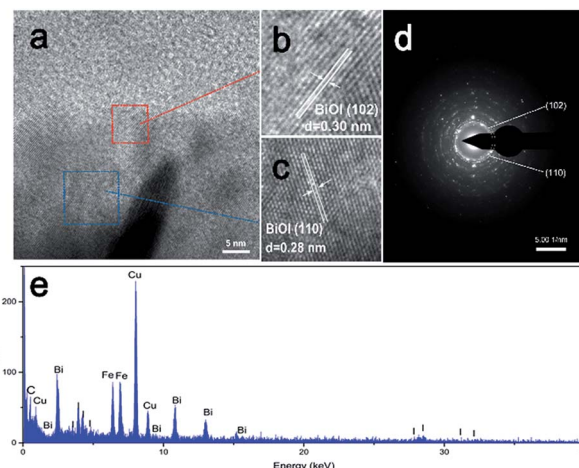 a
5 nm
b
BiOI (102)
d=0.30 nm
c
BiOI (110)
d=0.28 nm
d
(102)
(110)
5.00 1/nm
e
200
100
0
C
Cu
Bi
Bi
I
I
I
I
Fe
Fe
Cu
Cu
Bi
Bi
Bi
Bi
I
I
I
I
0
10
20
30
Energy (keV)